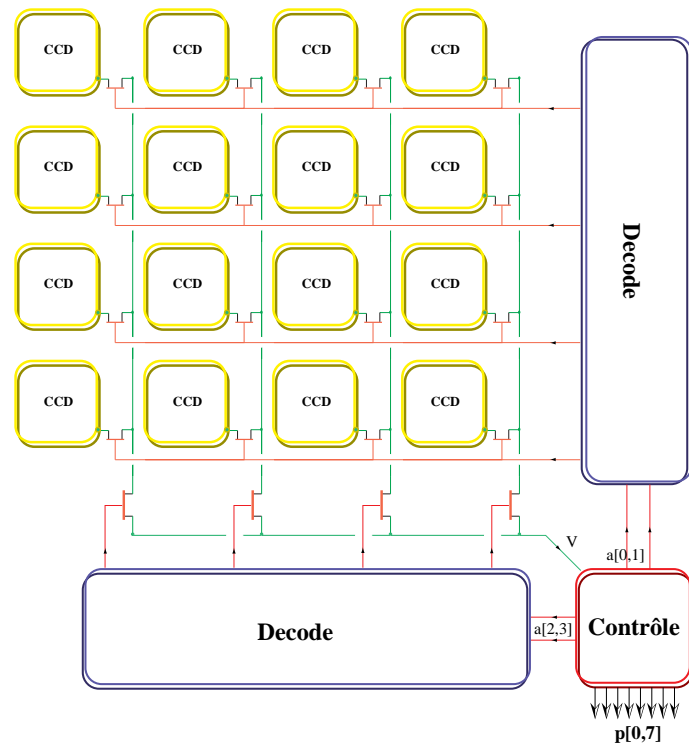 CCD CCD CCD CCD
CCD CCD CCD CCD
Decode
CCD CCD CCD CCD
CCD CCD CCD CCD
V
a[0,1]
Decode
a[2,3]
Contrôle
p[0,7]